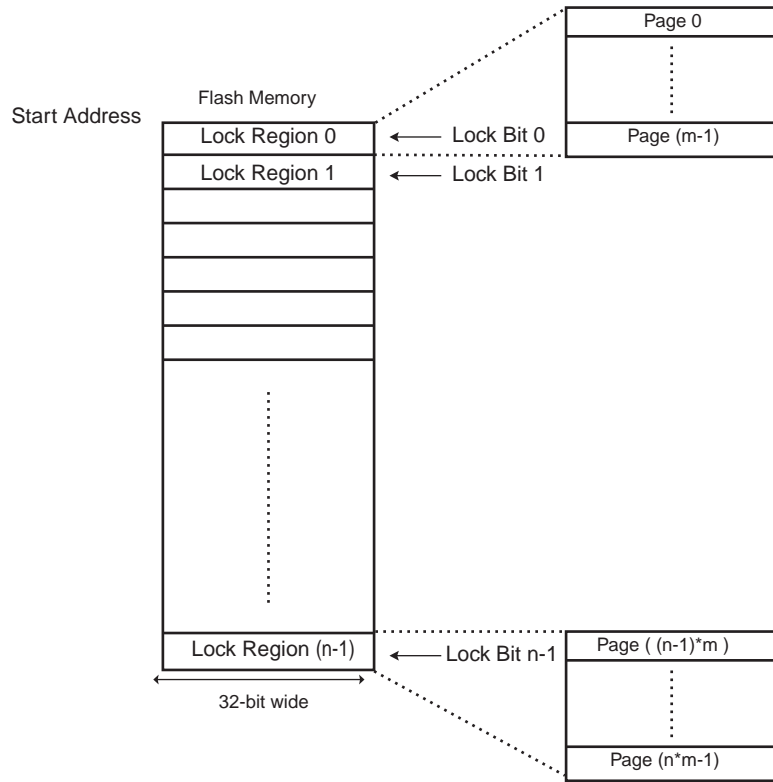 Page 0
Flash Memory
Start Address
Lock Region 0
Lock Bit 0
Page (m-1)
Lock Region 1
Lock Bit 1
Lock Region (n-1)
Lock Bit n-1
Page ( (n-1)*m )
32-bit wide
Page (n*m-1)